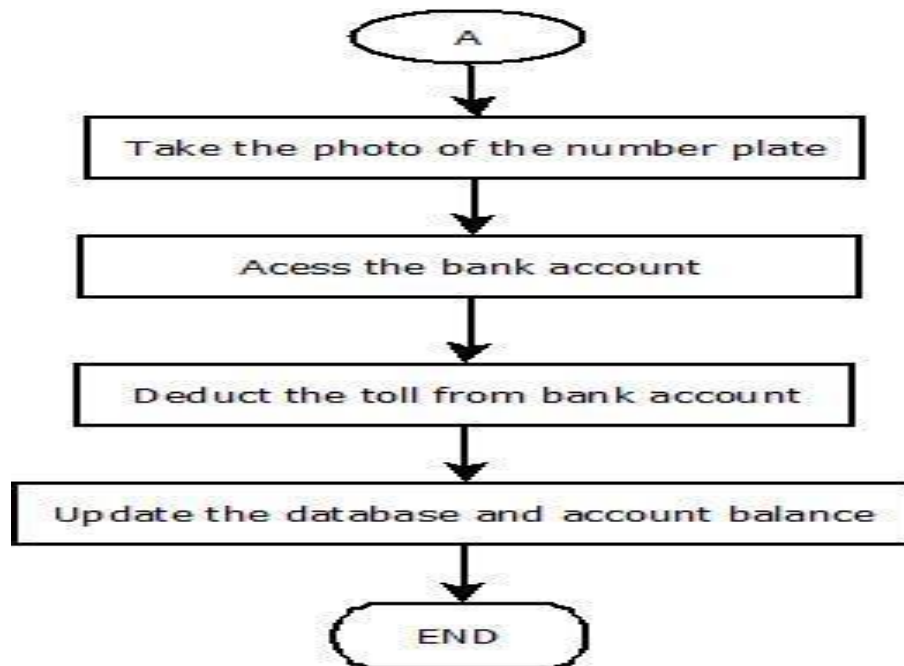 A
Take the photo of the number plate
Acess the bank account
Deduct the toll from bank account
Update the database and account balance
END